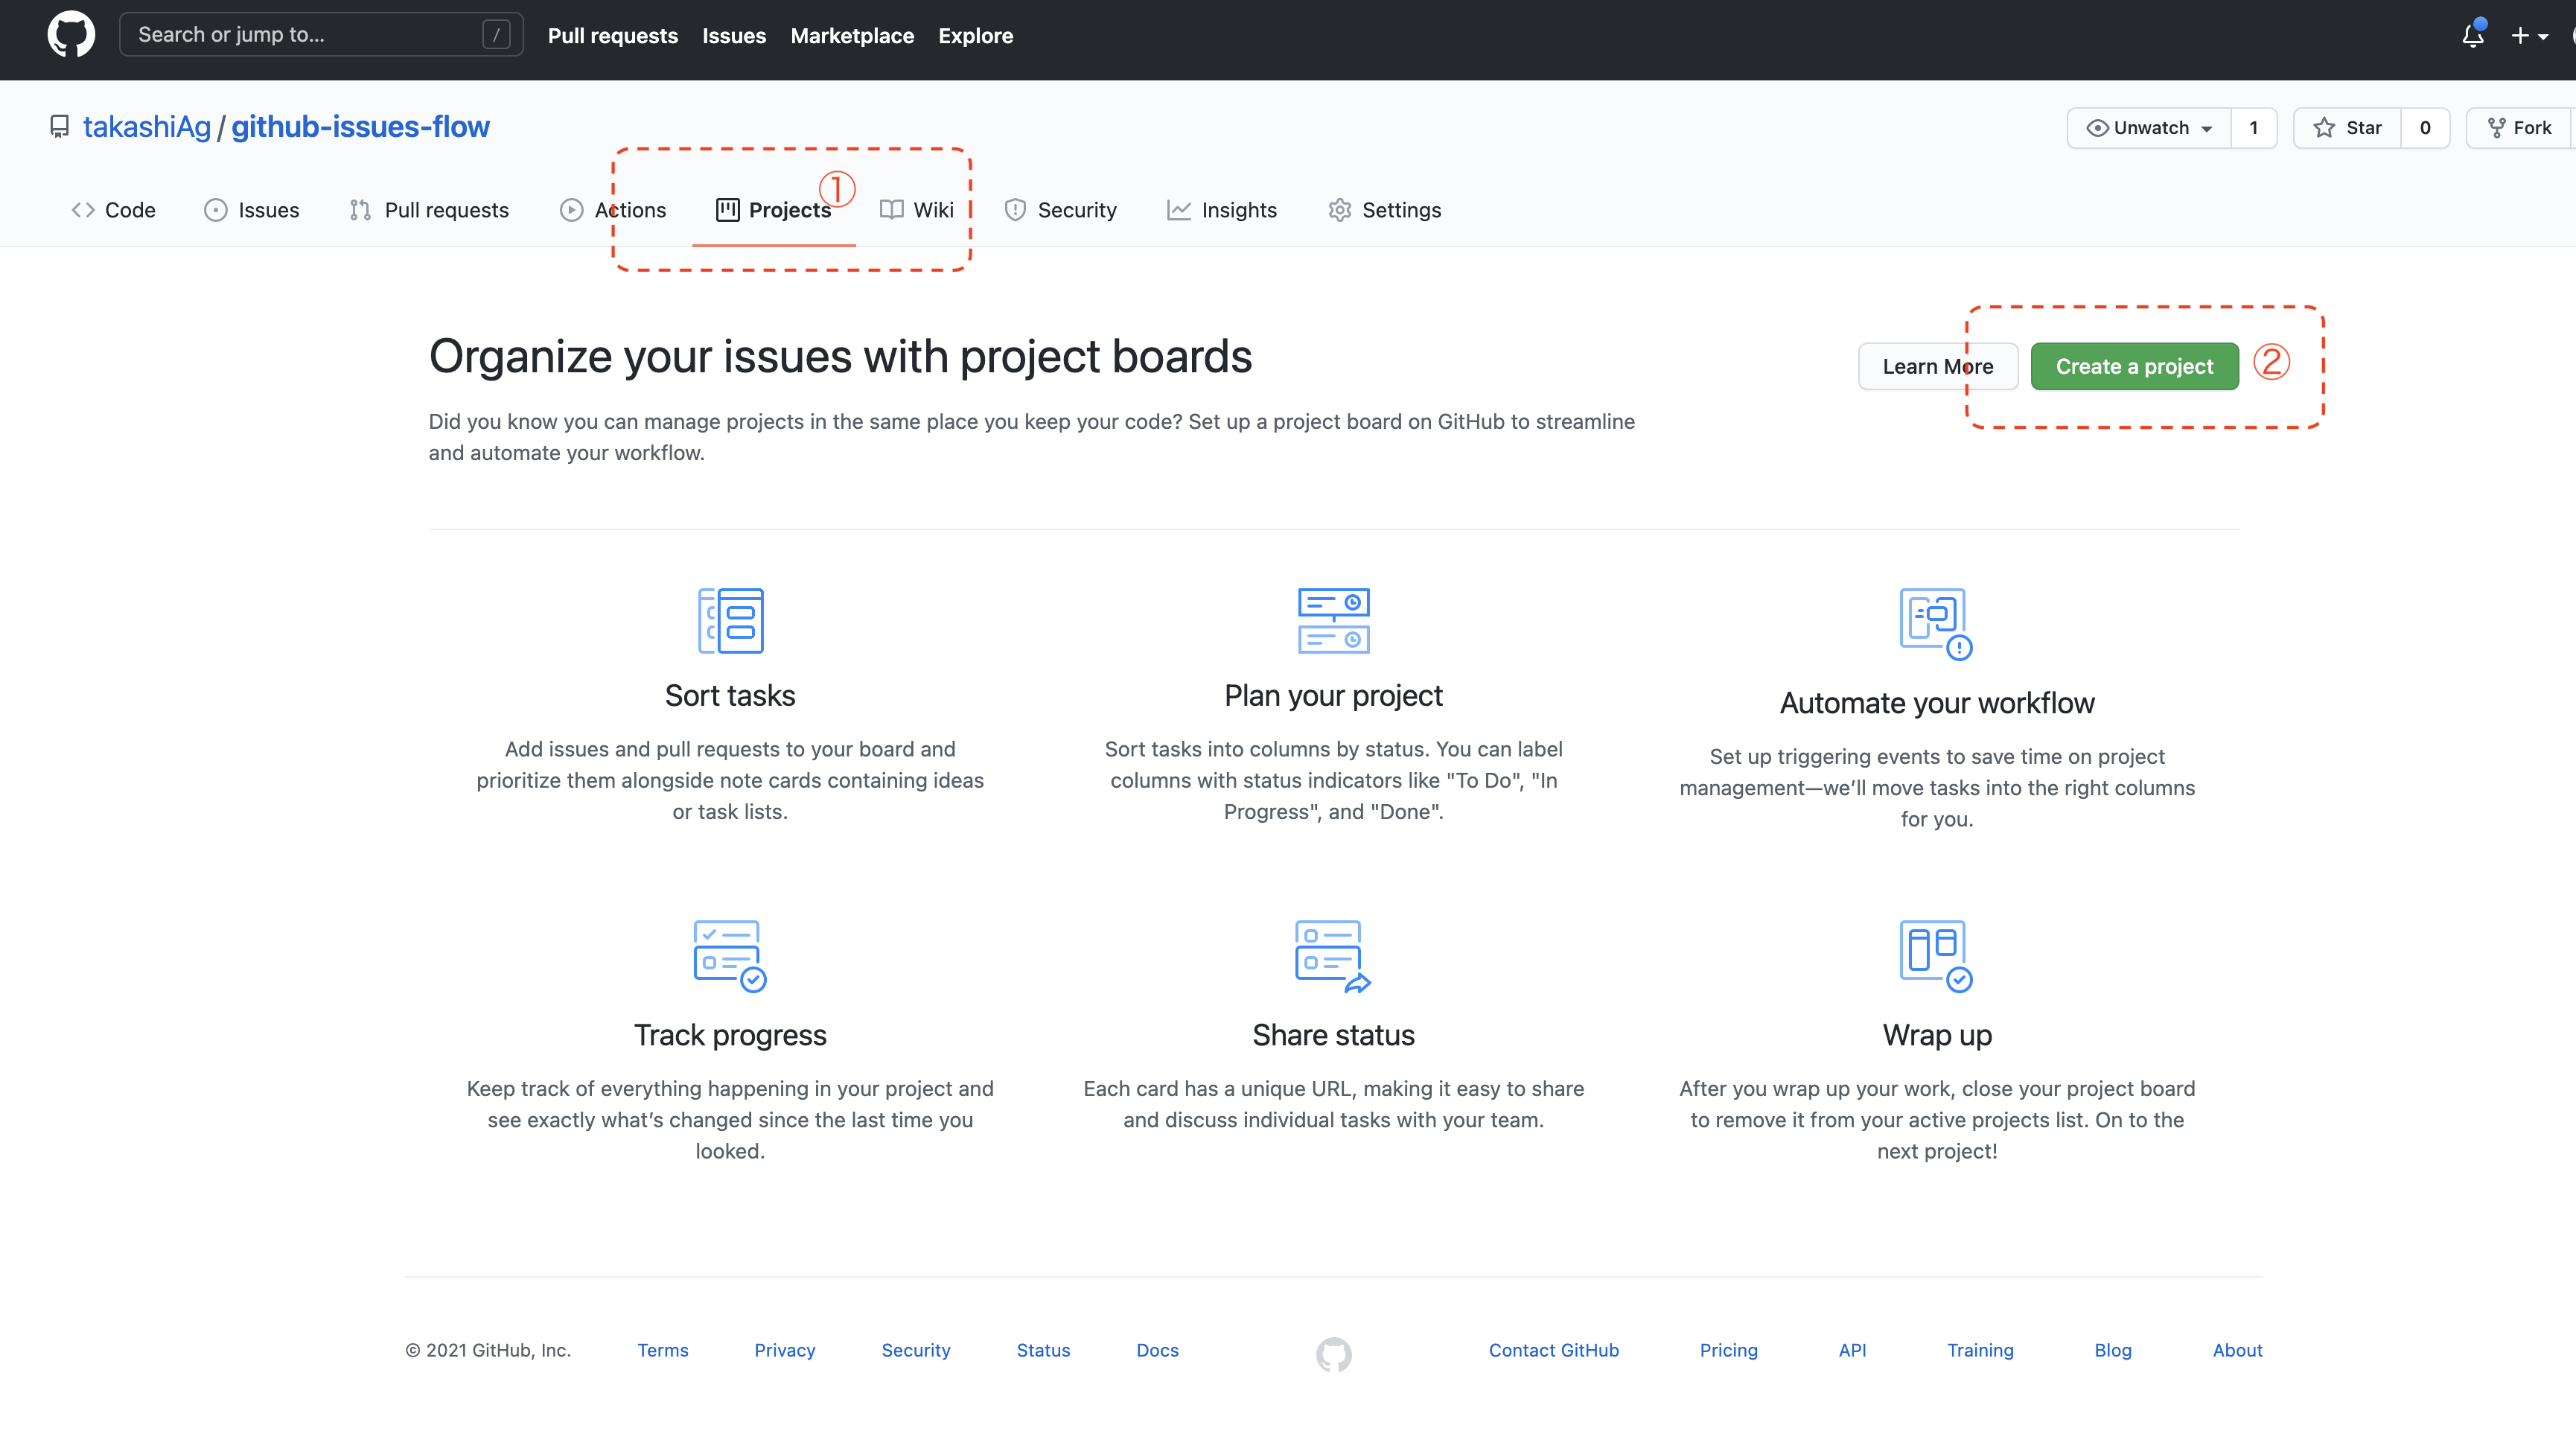 Search or jump to... /
Pull requests Issues Marketplace Explore
takashiAg / github-issues-flow
Unwatch 1 Star 0 Fork
Code Issues Pull requests Actions Projects ① Wiki Security Insights Settings
Organize your issues with project boards
Learn More Create a project ②
Did you know you can manage projects in the same place you keep your code? Set up a project board on GitHub to streamline
and automate your workflow.
Sort tasks
Add issues and pull requests to your board and
prioritize them alongside note cards containing ideas
or task lists.
Plan your project
Sort tasks into columns by status. You can label
columns with status indicators like "To Do", "In
Progress", and "Done".
Automate your workflow
Set up triggering events to save time on project
management—we’ll move tasks into the right columns
for you.
Track progress
Keep track of everything happening in your project and
see exactly what’s changed since the last time you
looked.
Share status
Each card has a unique URL, making it easy to share
and discuss individual tasks with your team.
Wrap up
After you wrap up your work, close your project board
to remove it from your active projects list. On to the
next project!
© 2021 GitHub, Inc. Terms Privacy Security Status Docs Contact GitHub Pricing API Training Blog About